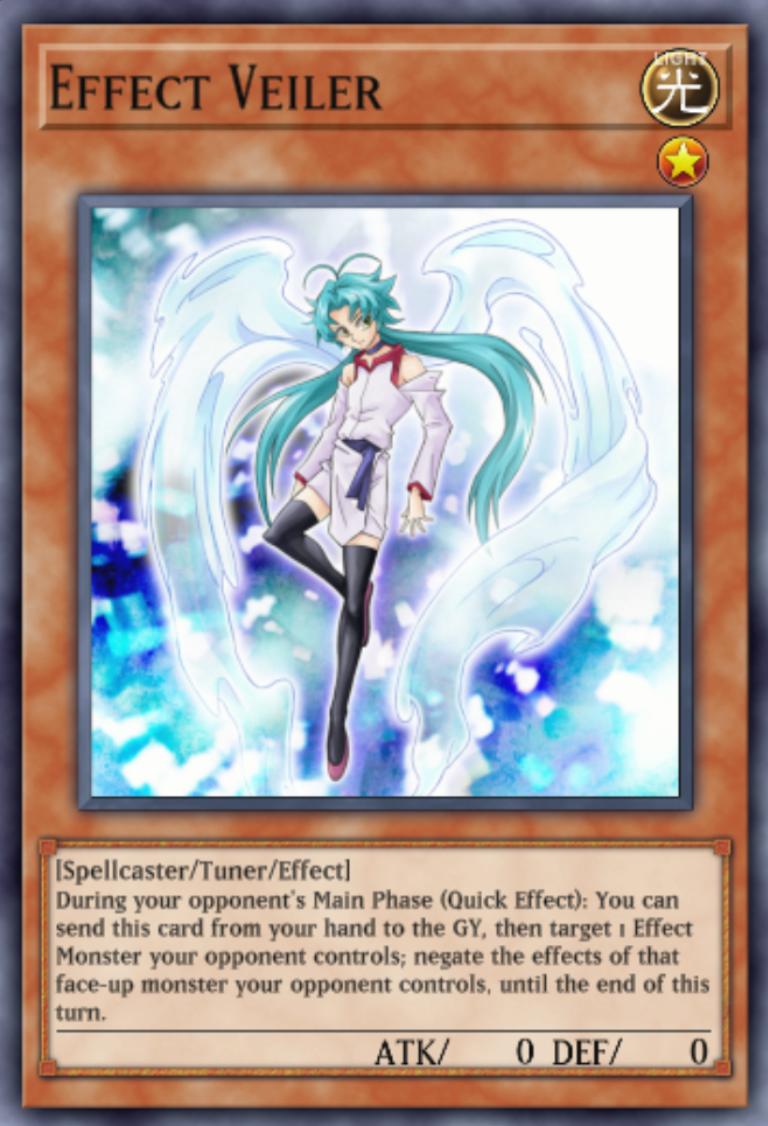 Effect Veiler
LIGHT
光
[Spellcaster/Tuner/Effect]
During your opponent's Main Phase (Quick Effect): You can
send this card from your hand to the GY, then target 1 Effect
Monster your opponent controls; negate the effects of that
face-up monster your opponent controls, until the end of this
turn.
ATK/ 0 DEF/ 0